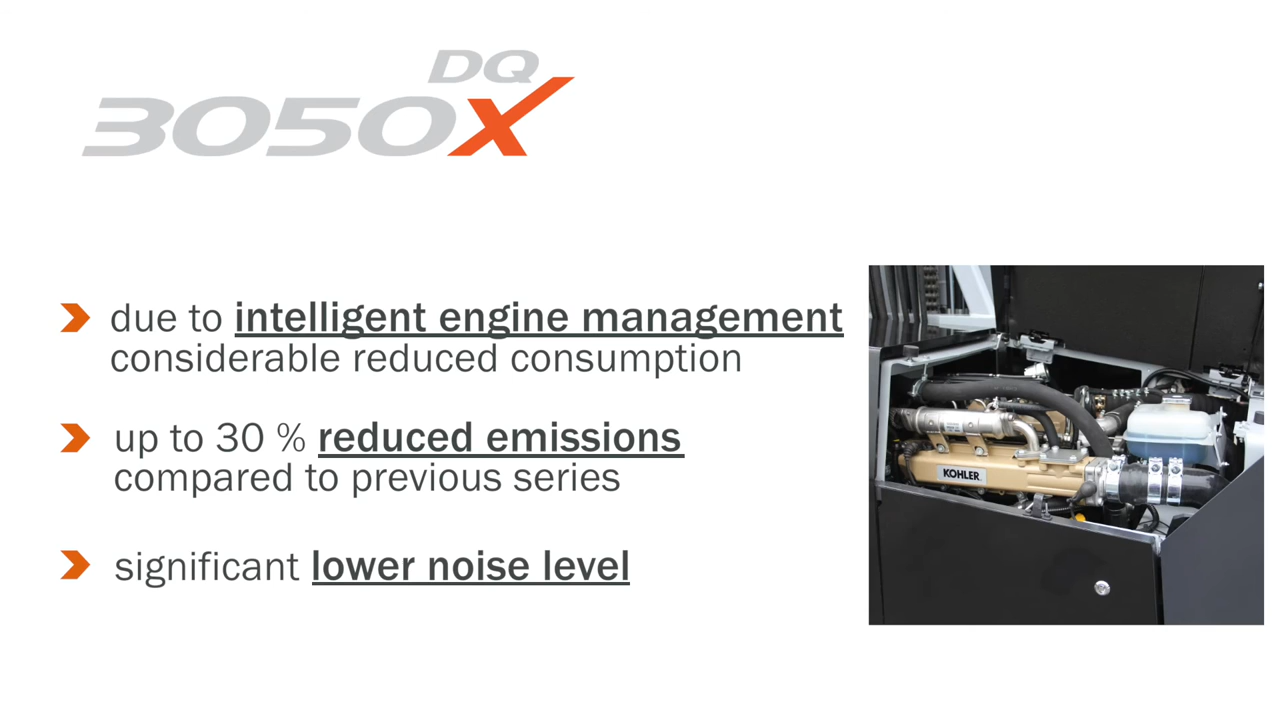 DQ
3050X
due to intelligent engine management
considerable reduced consumption
up to 30 % reduced emissions
compared to previous series
significant lower noise level
KOHLER